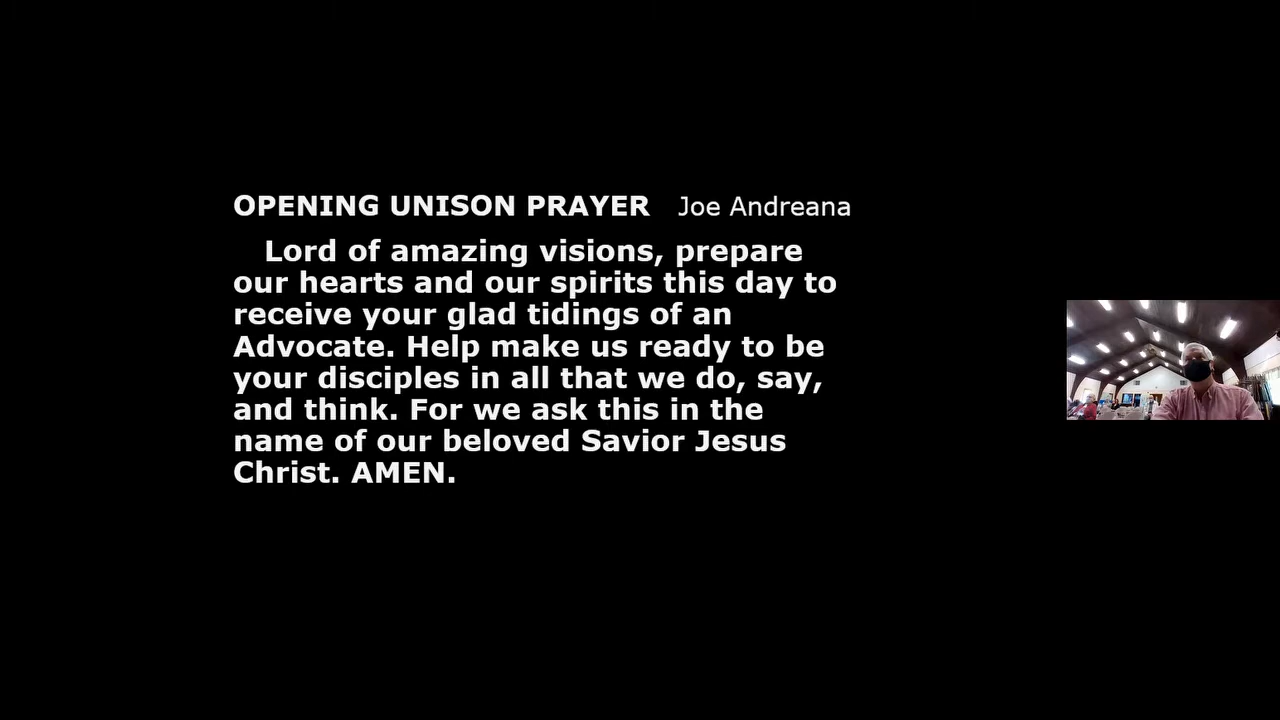 OPENING UNISON PRAYER Joe Andreana
Lord of amazing visions, prepare
our hearts and our spirits this day to
receive your glad tidings of an
Advocate. Help make us ready to be
your disciples in all that we do, say,
and think. For we ask this in the
name of our beloved Savior Jesus
Christ. AMEN.